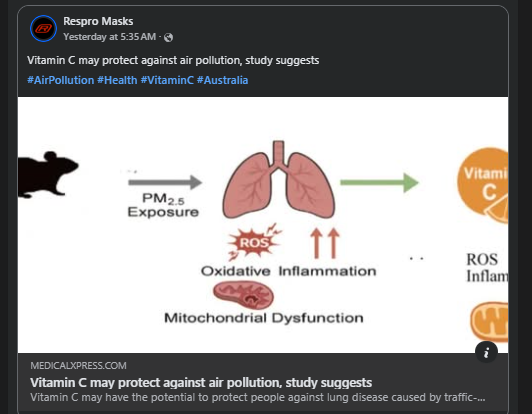 Respro Masks
Yesterday at 5:35 AM ·
Vitamin C may protect against air pollution, study suggests
#AirPollution #Health #VitaminC #Australia
PM2.5
Exposure
ROS
Oxidative Inflammation
Mitochondrial Dysfunction
Vitami
C
ROS
Inflam
MEDICALXPRESS.COM
Vitamin C may protect against air pollution, study suggests
Vitamin C may have the potential to protect people against lung disease caused by traffic-...